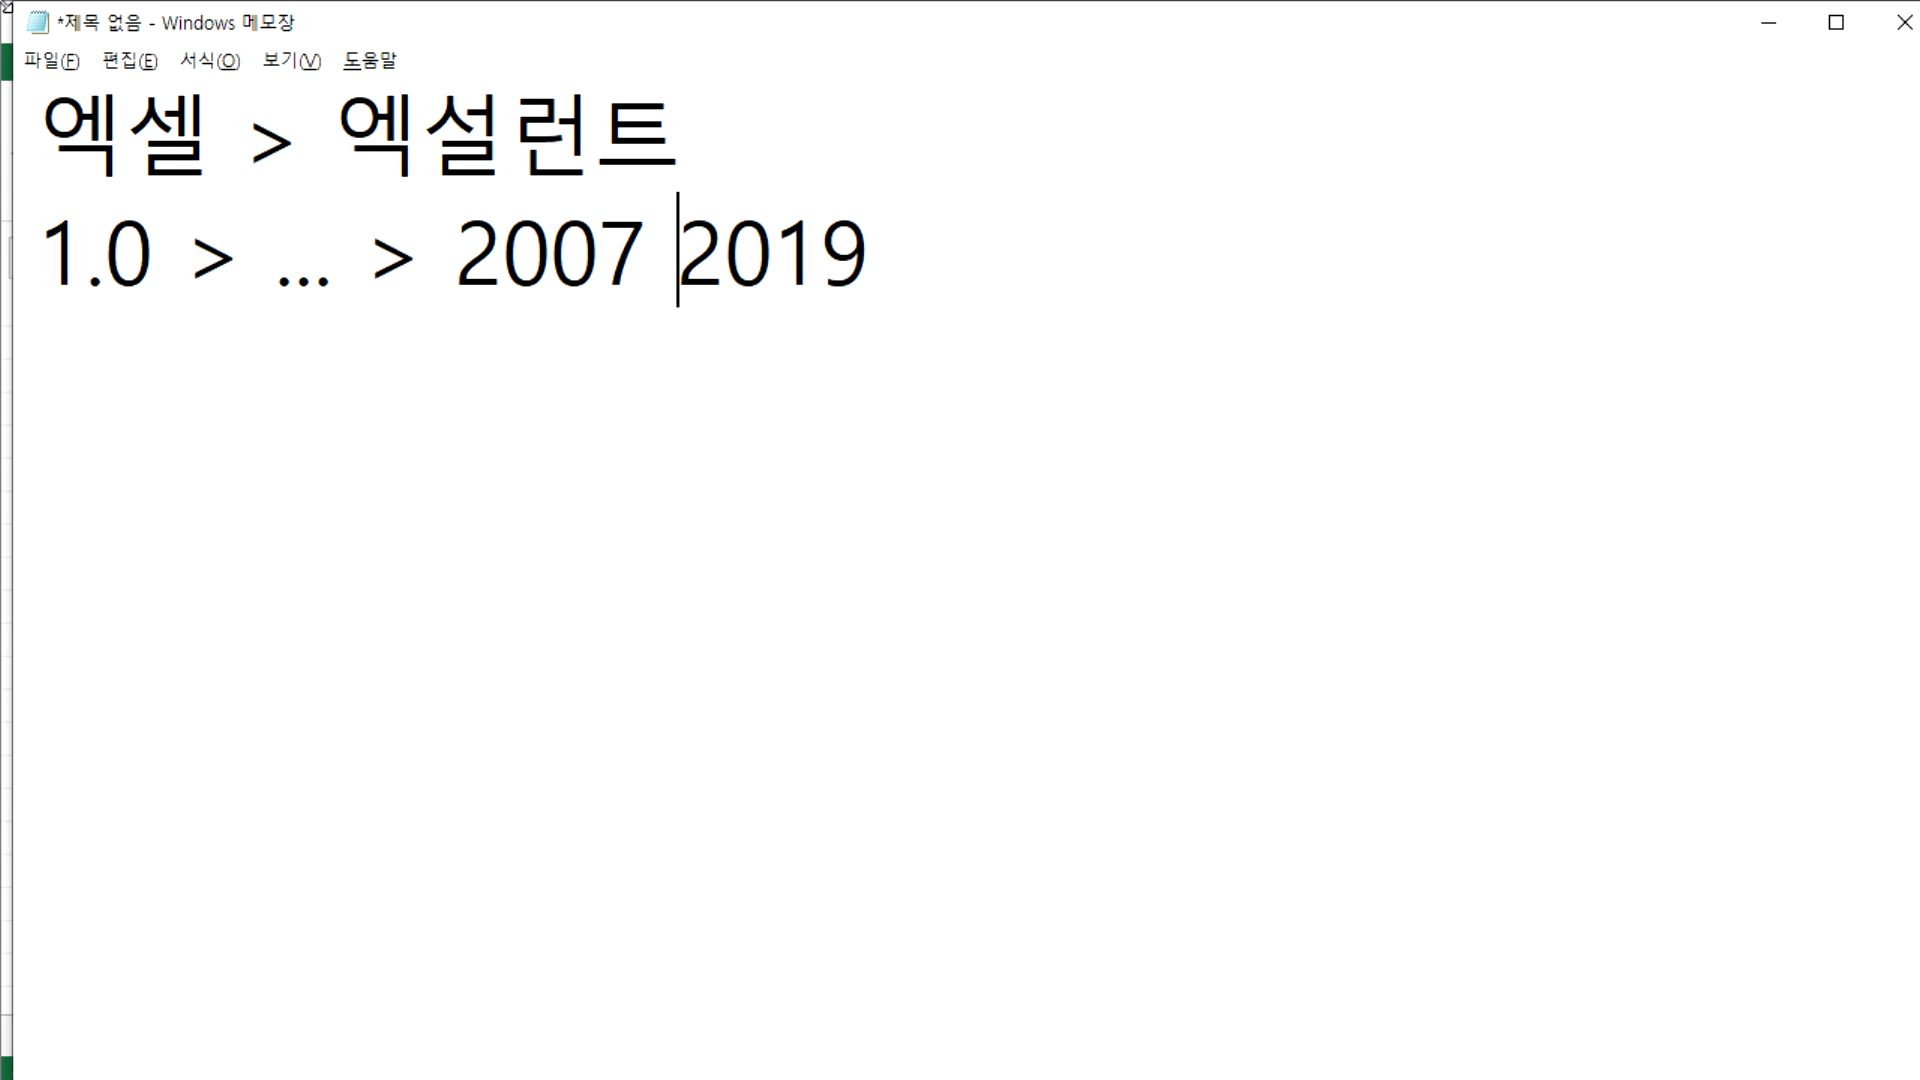 *제목 없음 - Windows 메모장
파일(F) 편집(E) 서식(O) 보기(V) 도움말
엑셀 > 엑설런트
1.0 > ... > 2007 2019